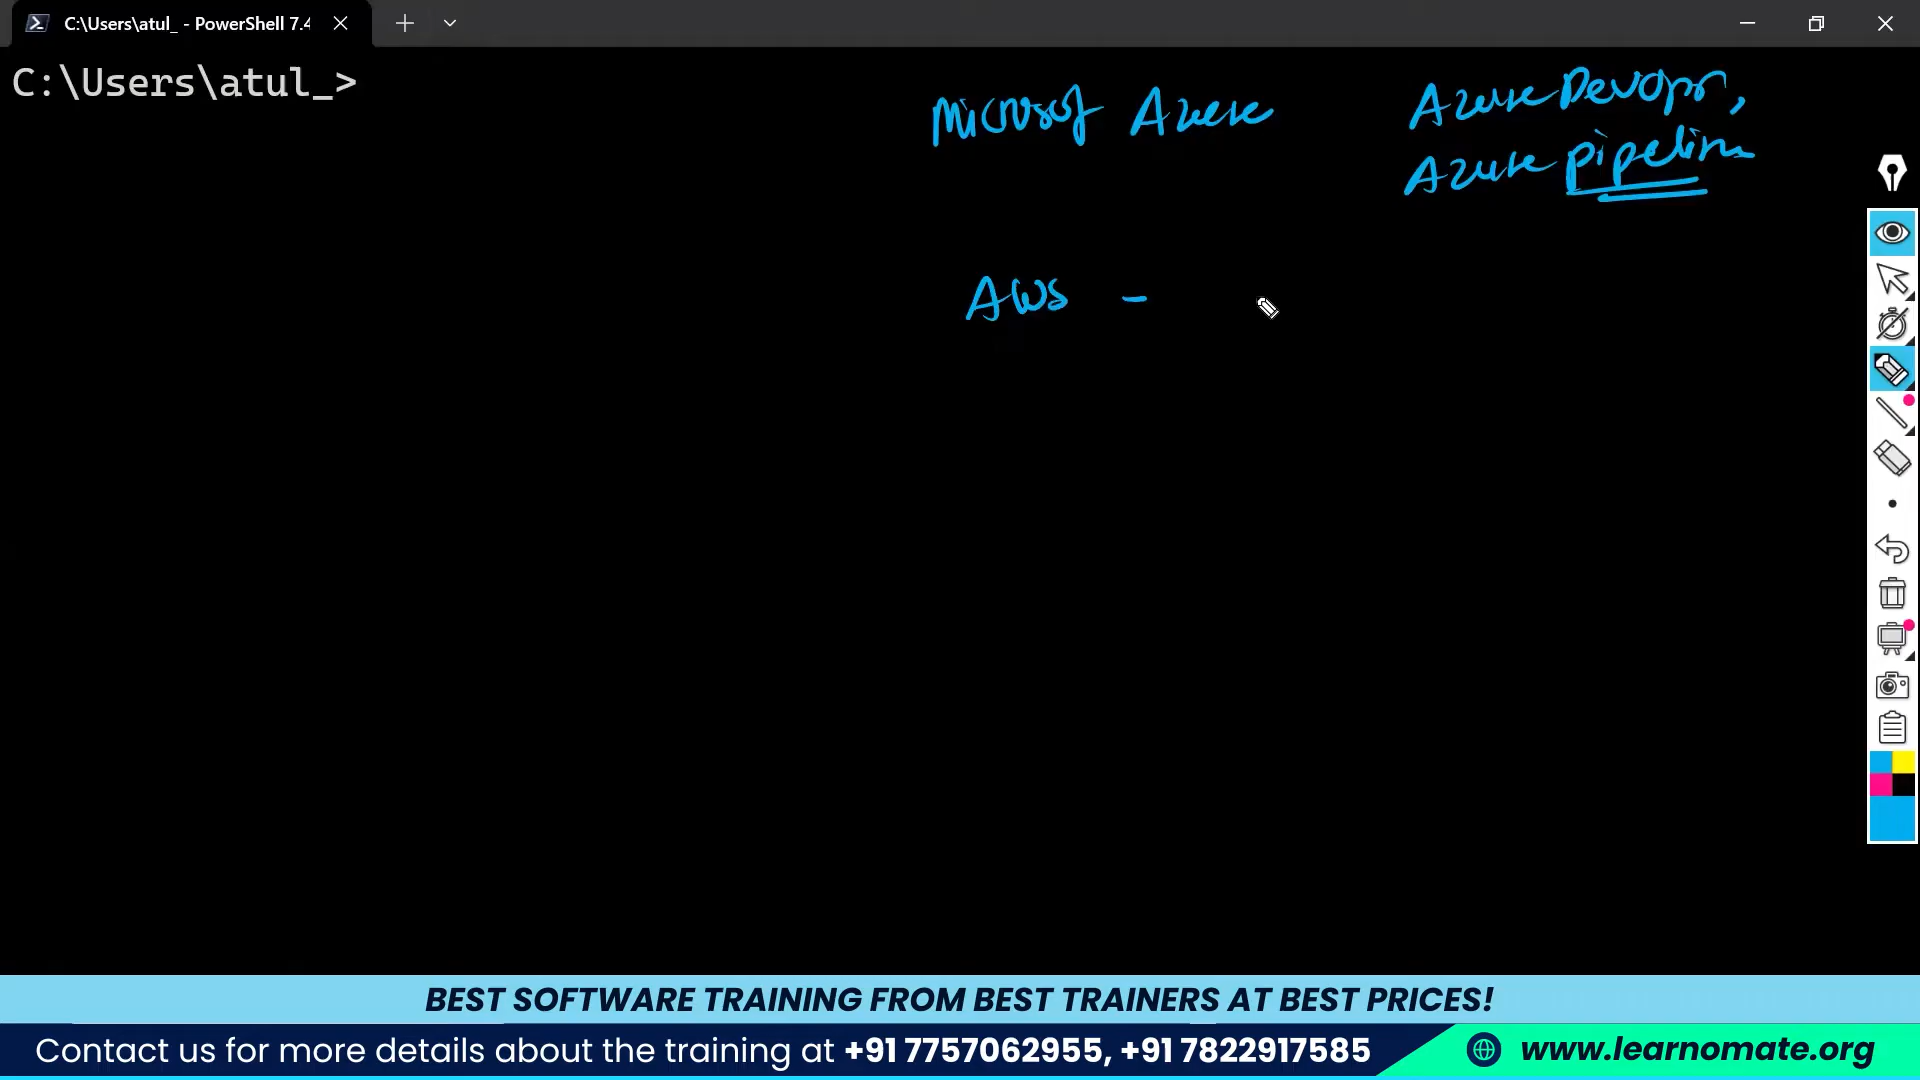 C:\Users\atul_ - PowerShell 7.4
C:\Users\atul_>
Microsof Azure
Azure Devops,
Azure pipeline
AWS -
BEST SOFTWARE TRAINING FROM BEST TRAINERS AT BEST PRICES!
Contact us for more details about the training at +91 7757062955, +91 7822917585
www.learnomate.org